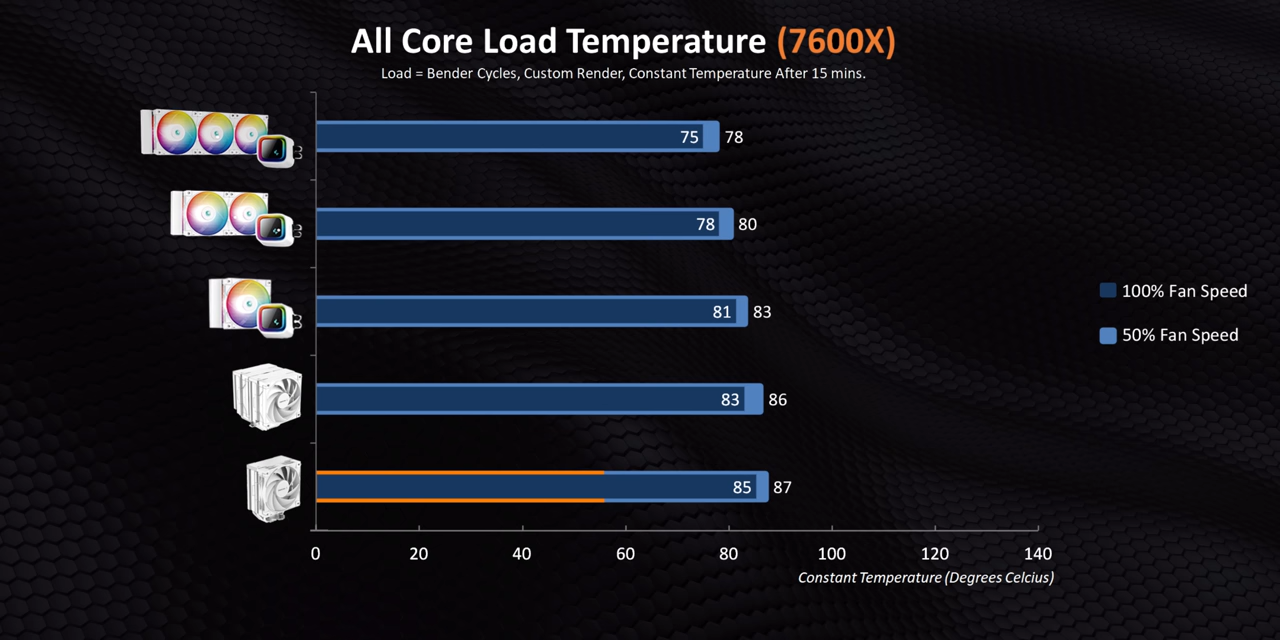 All Core Load Temperature (7600X)
Load = Bender Cycles, Custom Render, Constant Temperature After 15 mins.
75 78
78 80
81 83
83 86
85 87
100% Fan Speed
50% Fan Speed
0 20 40 60 80 100 120 140
Constant Temperature (Degrees Celcius)